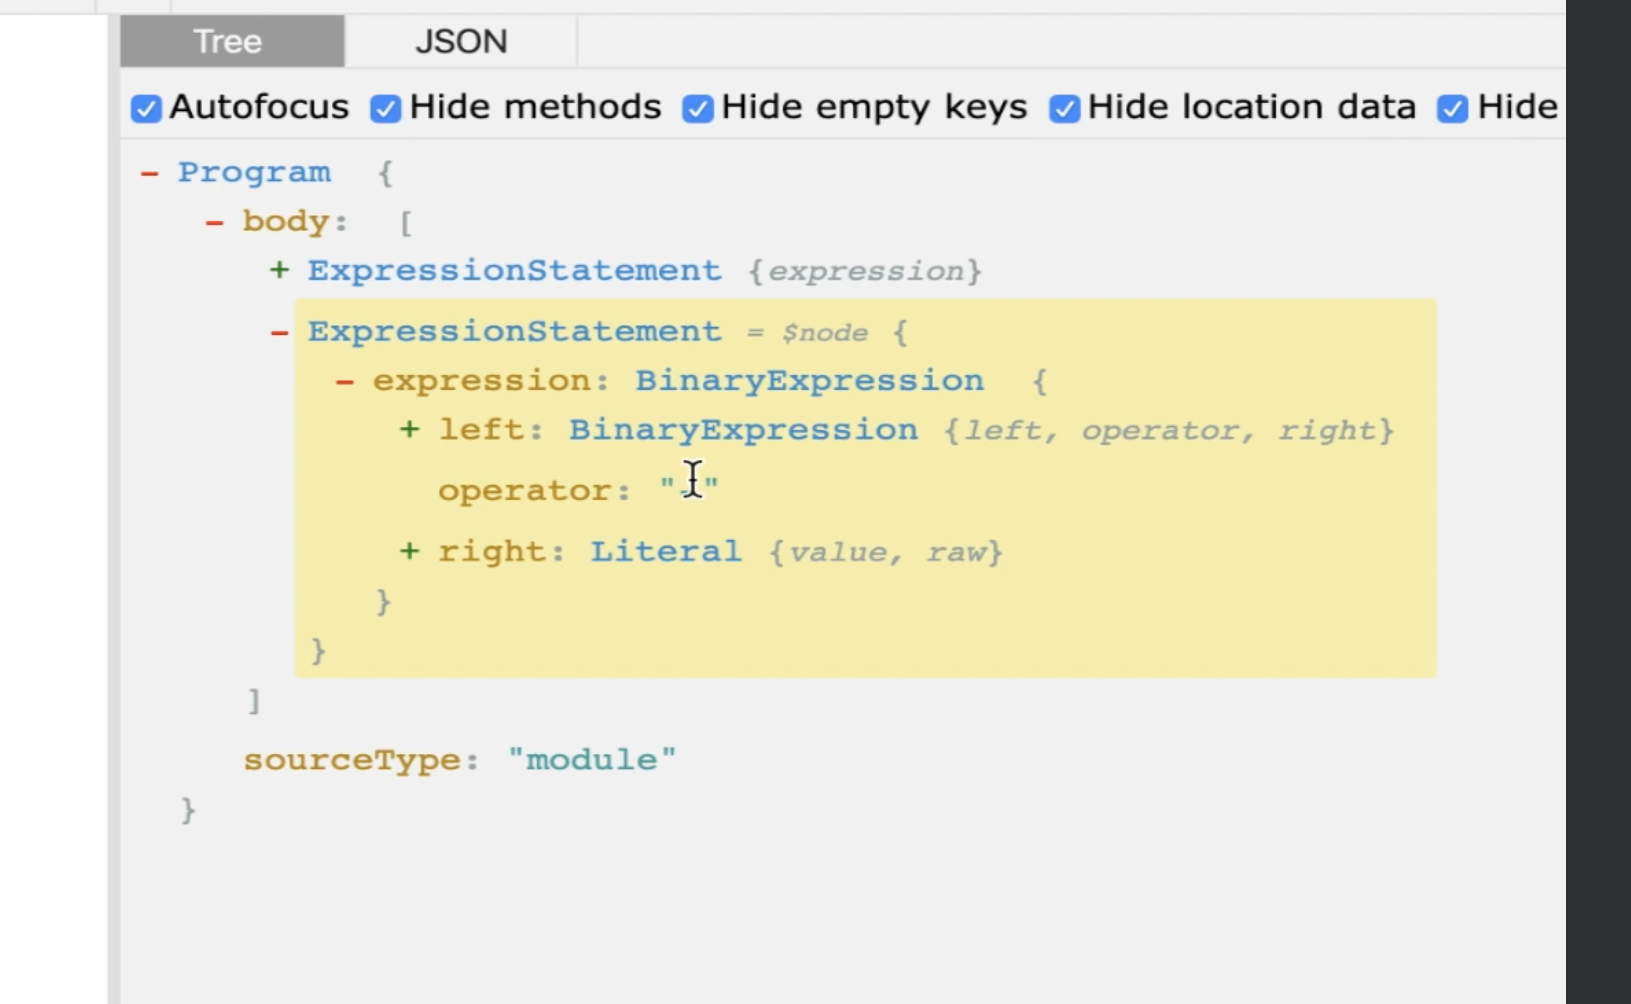 Tree JSON
Autofocus Hide methods Hide empty keys Hide location data Hide
- Program {
- body: [
+ ExpressionStatement {expression}
- ExpressionStatement = $node {
- expression: BinaryExpression {
+ left: BinaryExpression {left, operator, right}
operator:
+ right: Literal {value, raw}
}
}
]
sourceType: "module"
}